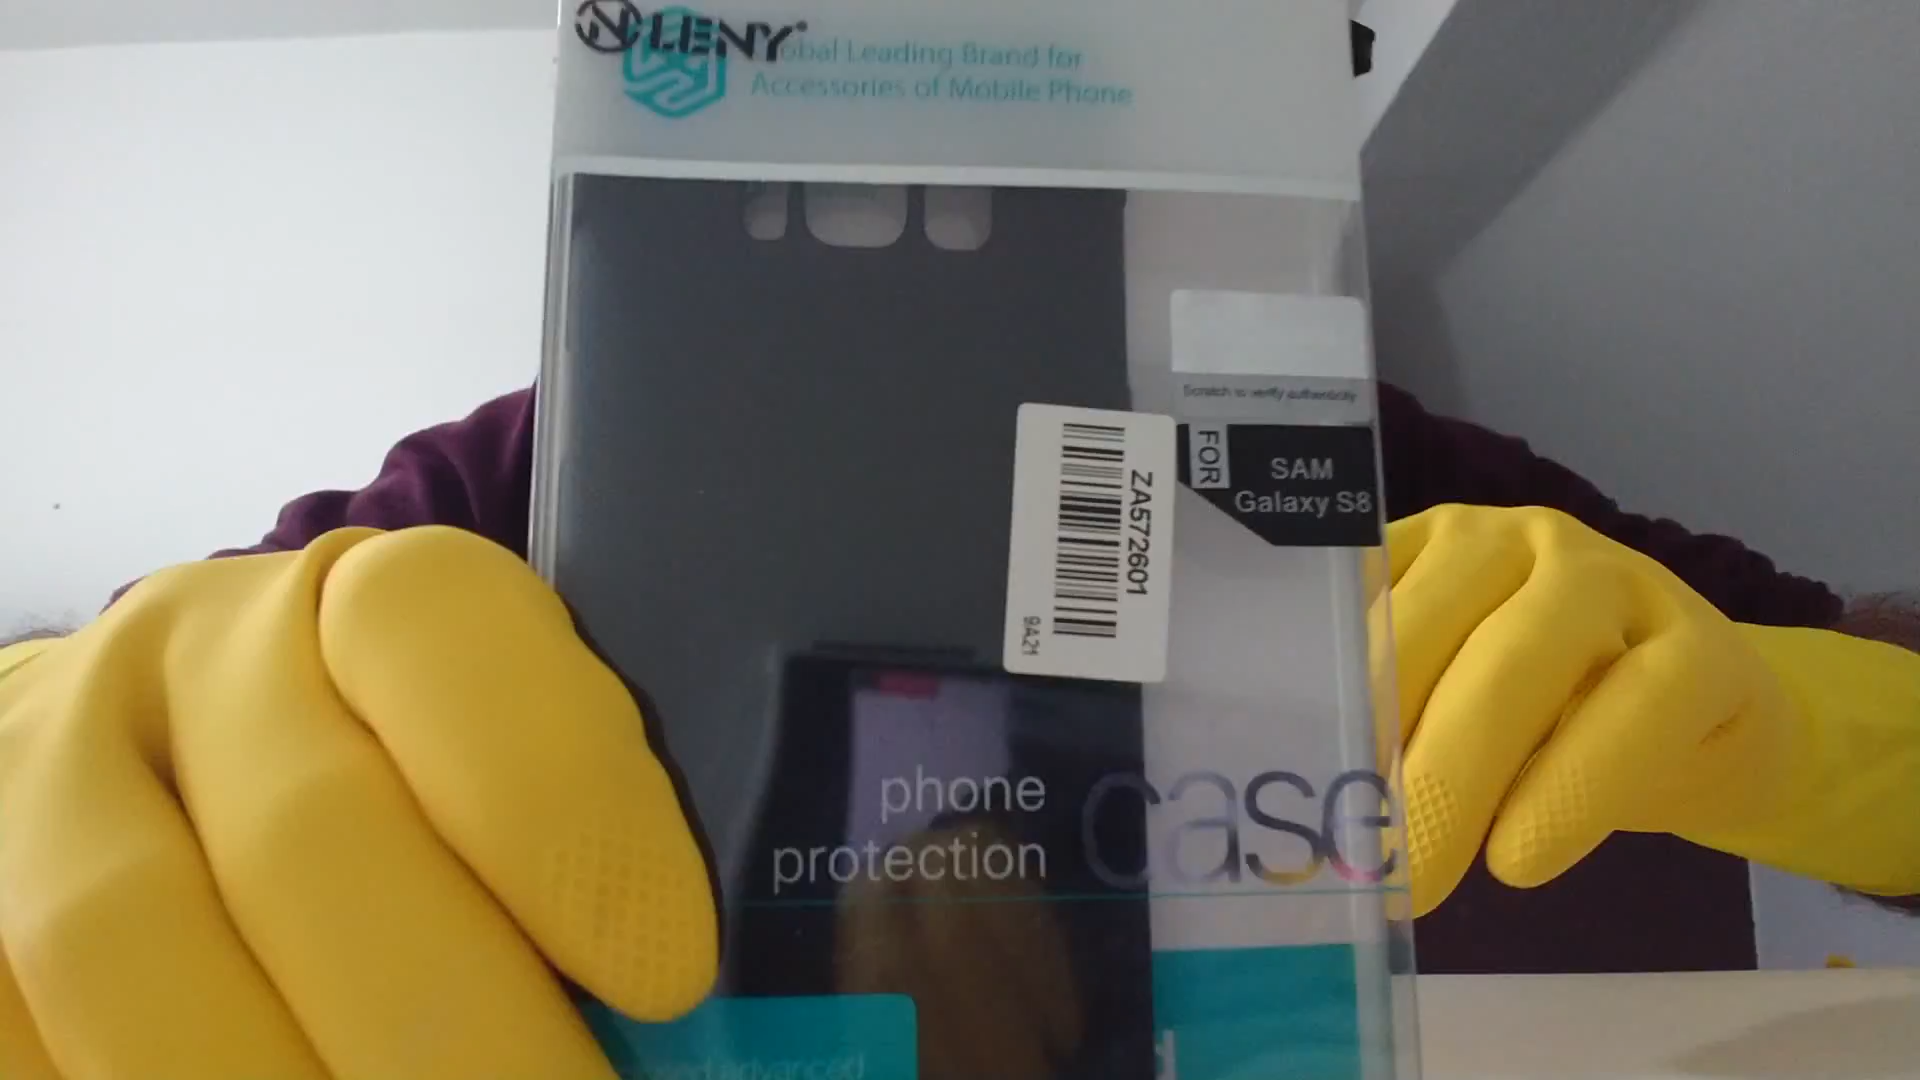 LENY
obal Leading Brand for
Accessories of Mobile Phone
Scratch to verify authenticity
FOR
SAM
Galaxy S8
ZA572601
9A21
phone
protection
case
advanced